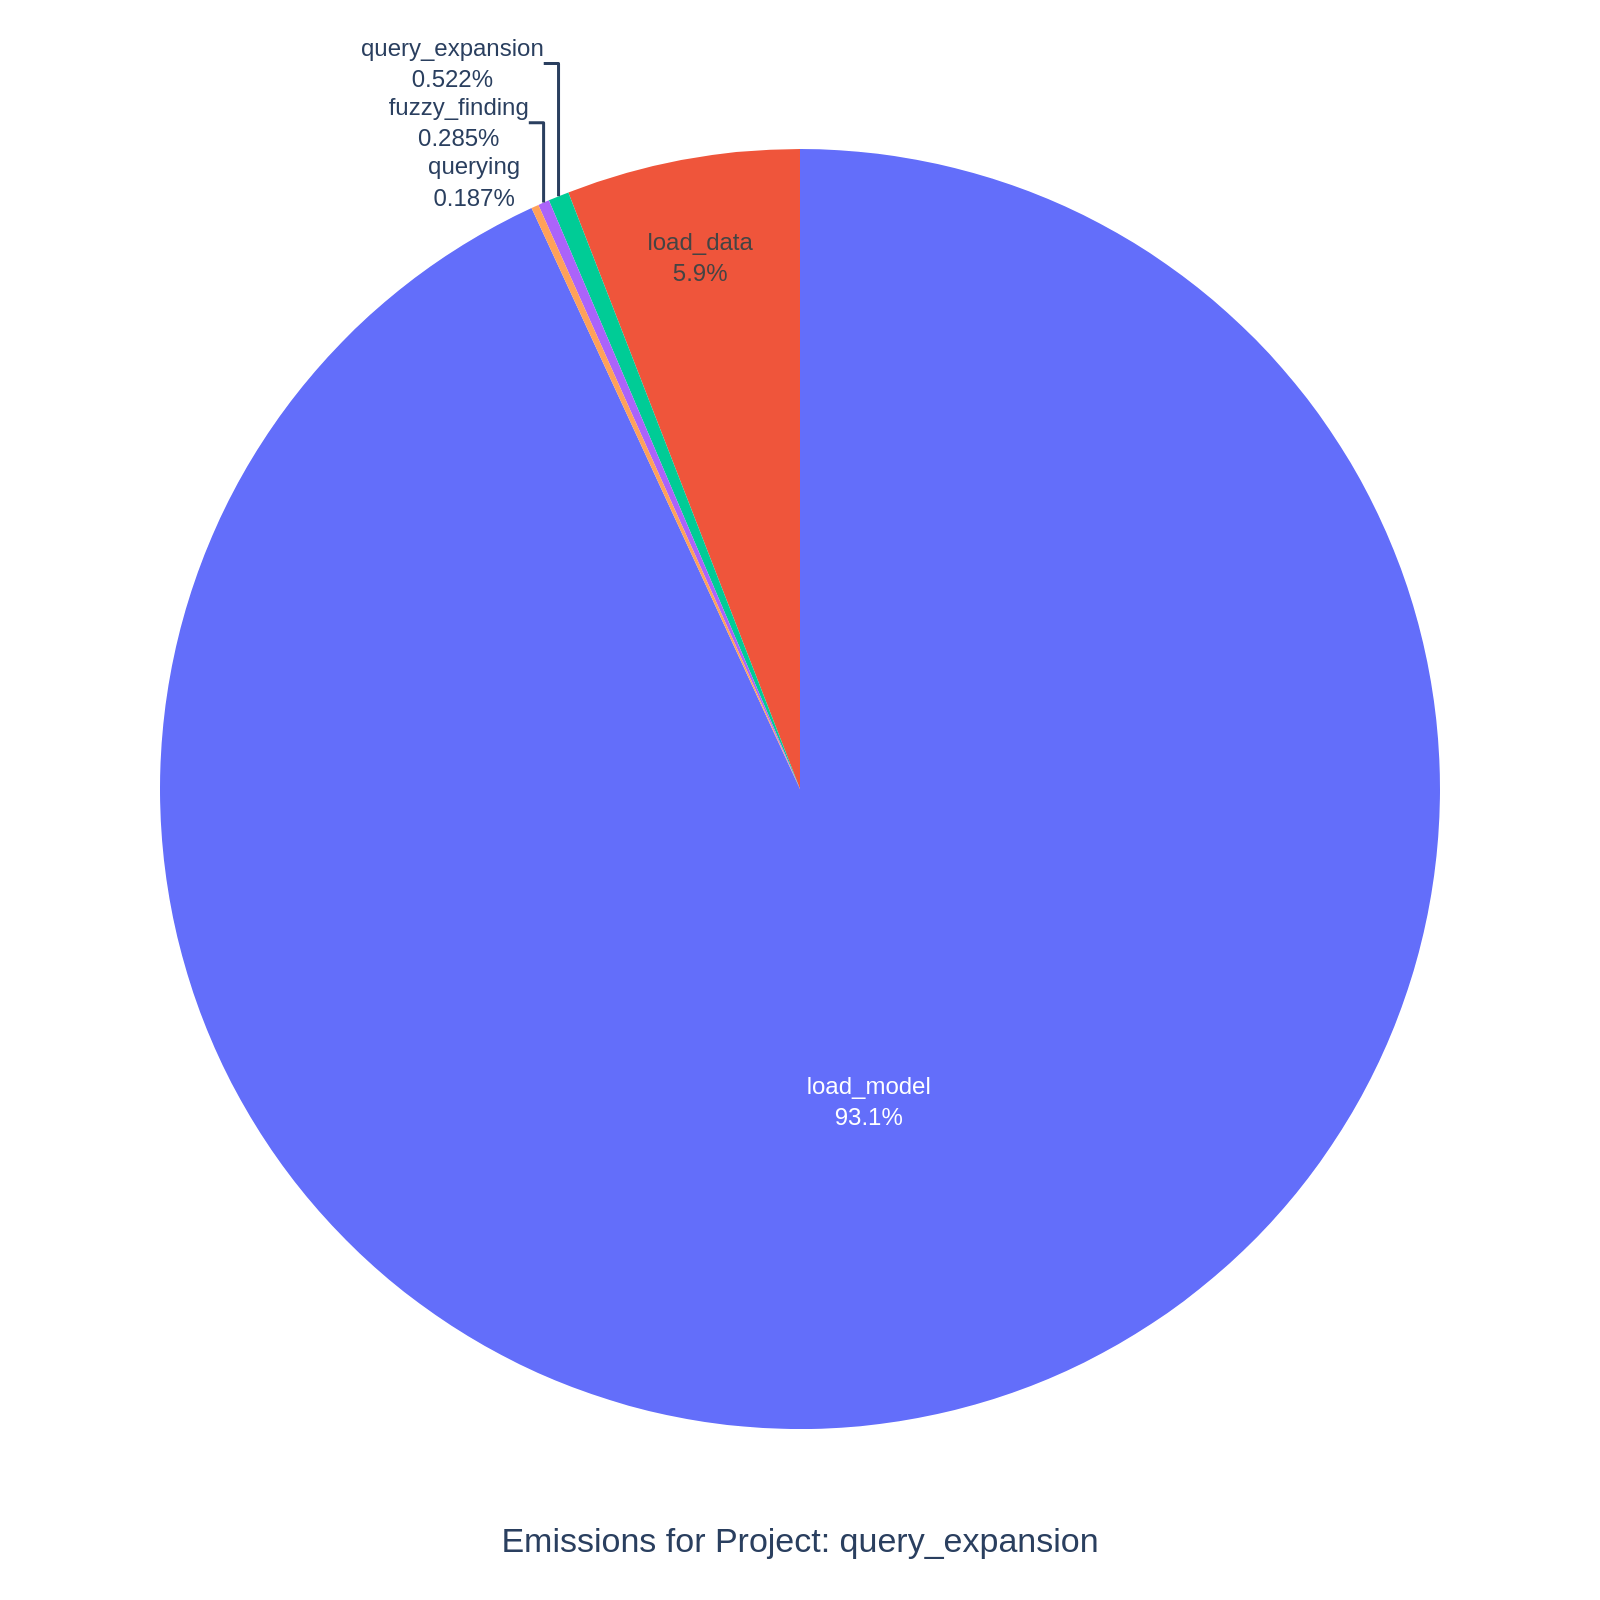 query_expansion
0.522%
fuzzy_finding
0.285%
querying
0.187%
load_data
5.9%
load_model
93.1%
Emissions for Project: query_expansion